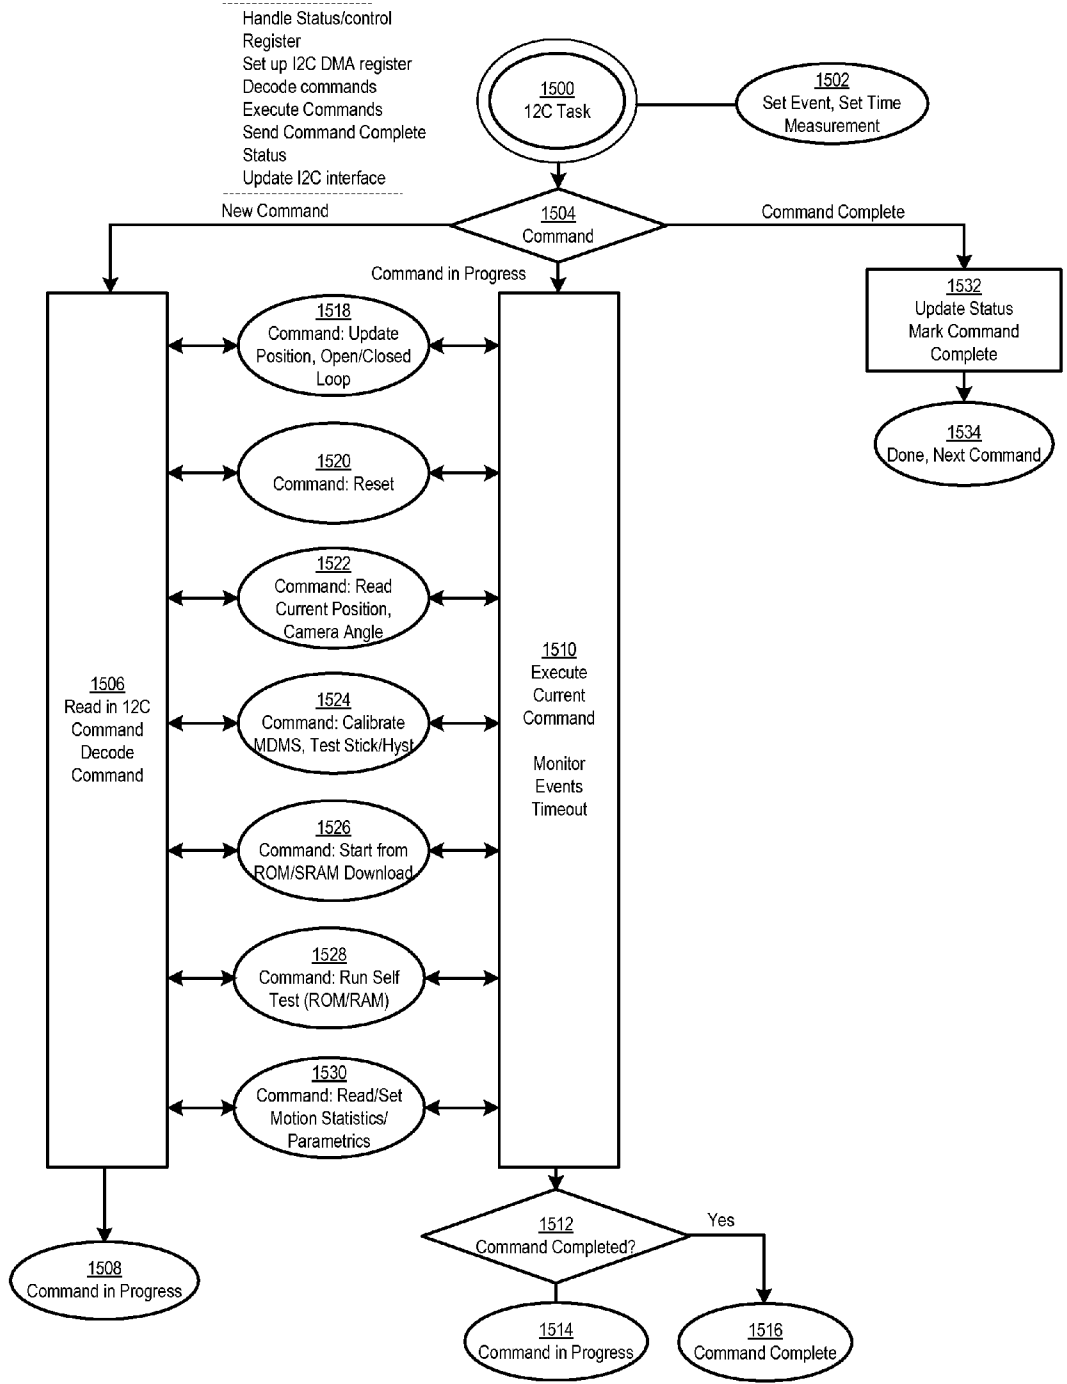 Handle Status/control
Register
Set up I2C DMA register
Decode commands
Execute Commands
Send Command Complete
Status
Update I2C interface
1500
12C Task
1502
Set Event, Set Time
Measurement
New Command
1504
Command
Command Complete
Command in Progress
1532
Update Status
Mark Command
Complete
1534
Done, Next Command
1506
Read in 12C
Command
Decode
Command
1518
Command: Update
Position, Open/Closed
Loop
1520
Command: Reset
1522
Command: Read
Current Position,
Camera Angle
1524
Command: Calibrate
MDMS, Test Stick/Hyst
1526
Command: Start from
ROM/SRAM Download
1528
Command: Run Self
Test (ROM/RAM)
1530
Command: Read/Set
Motion Statistics/
Parametrics
1510
Execute
Current
Command
Monitor
Events
Timeout
1508
Command in Progress
1512
Command Completed?
Yes
1514
Command in Progress
1516
Command Complete